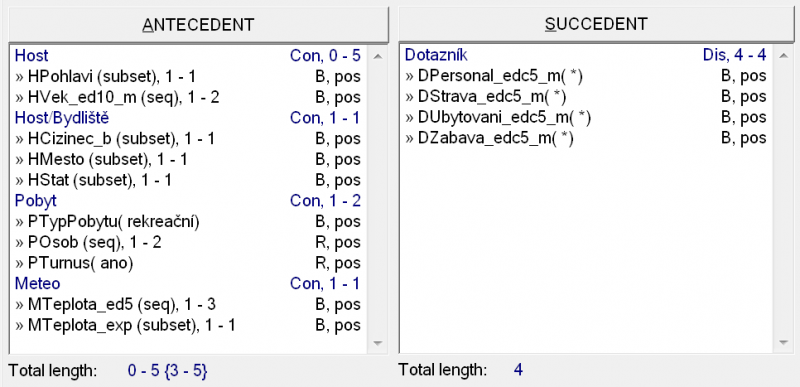 ANTECEDENT
Host Con, 0 - 5
» HPohlavi (subset), 1 - 1 B, pos
» HVek_ed10_m (seq), 1 - 2 B, pos
Host/Bydliště Con, 1 - 1
» HCizinec_b (subset), 1 - 1 B, pos
» HMesto (subset), 1 - 1 B, pos
» HStat (subset), 1 - 1 B, pos
Pobyt Con, 1 - 2
» PTypPobytu( rekreační) B, pos
» POsob (seq), 1 - 2 R, pos
» PTurnus( ano) R, pos
Meteo Con, 1 - 1
» MTeplota_ed5 (seq), 1 - 3 B, pos
» MTeplota_exp (subset), 1 - 1 B, pos
Total length: 0 - 5 {3 - 5}
SUCCEDENT
Dotazník Dis, 4 - 4
» DPersonal_edc5_m( *) B, pos
» DStrava_edc5_m( *) B, pos
» DUbytovani_edc5_m( *) B, pos
» DZabava_edc5_m( *) B, pos
Total length: 4